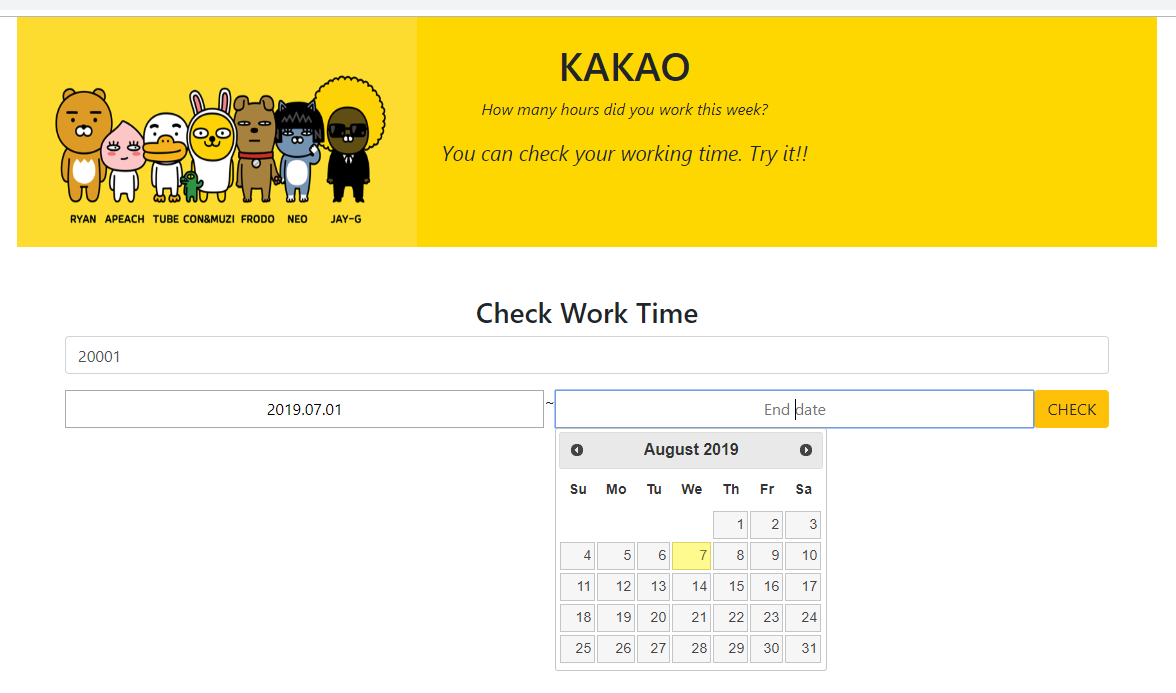 KAKAO
How many hours did you work this week?
You can check your working time. Try it!!
RYAN APEACH TUBE CON&MUZI FRODO NEO JAY-G
Check Work Time
20001
2019.07.01 ~ End date CHECK
August 2019
Su Mo Tu We Th Fr Sa
1 2 3
4 5 6 7 8 9 10
11 12 13 14 15 16 17
18 19 20 21 22 23 24
25 26 27 28 29 30 31